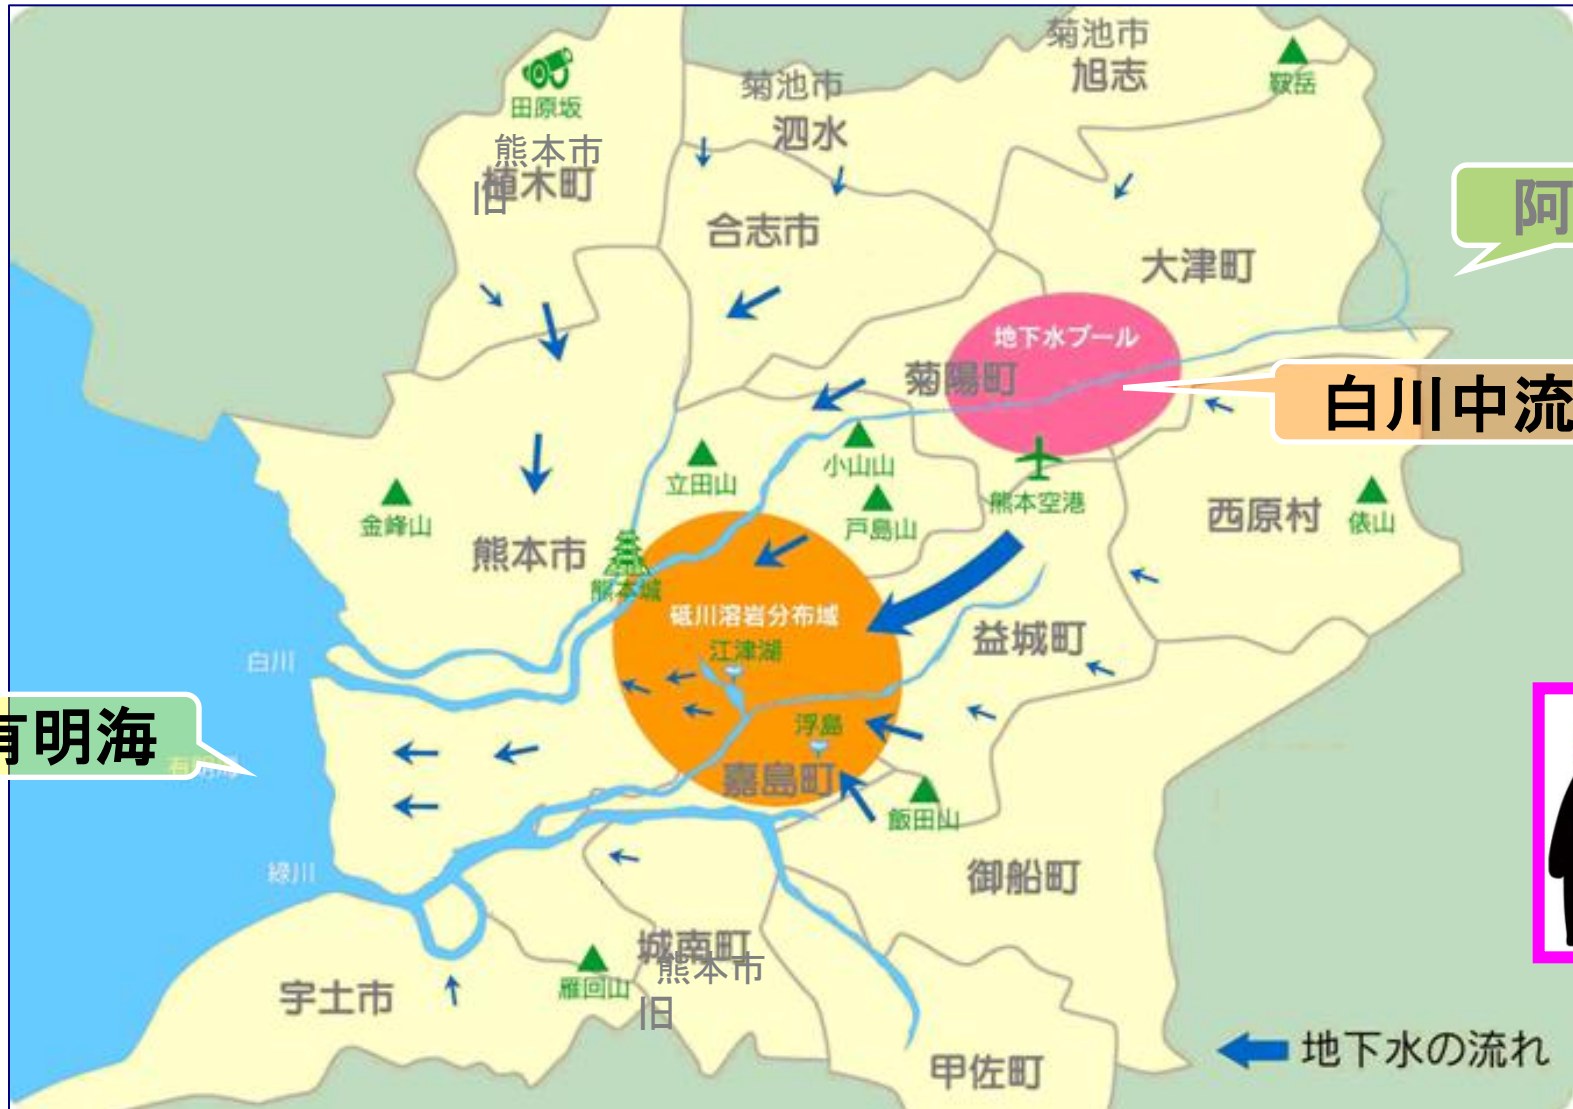 菊池市
旭志
鞍岳
田原坂
菊池市
泗水
熊本市
植木町
旧
合志市
阿
大津町
地下水プール
菊陽町
白川中流
立田山
小山山
戸島山
熊本空港
西原村
俵山
金峰山
熊本市
熊本城
砥川溶岩分布域
江津湖
益城町
白川
有明海
有明海
浮島
嘉島町
飯田山
緑川
御船町
城南町
熊本市
旧
雁回山
宇土市
甲佐町
地下水の流れ